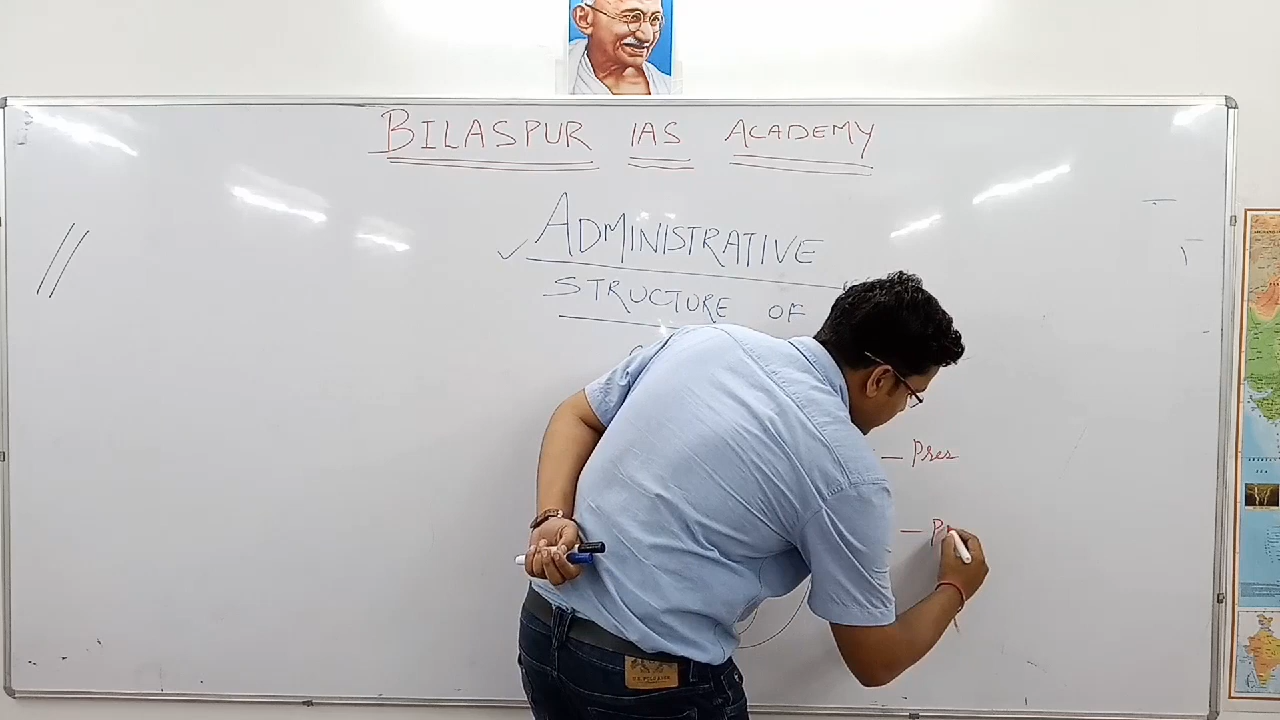 BILASPUR IAS ACADEMY
ADMINISTRATIVE
STRUCTURE OF
— Pres
— P